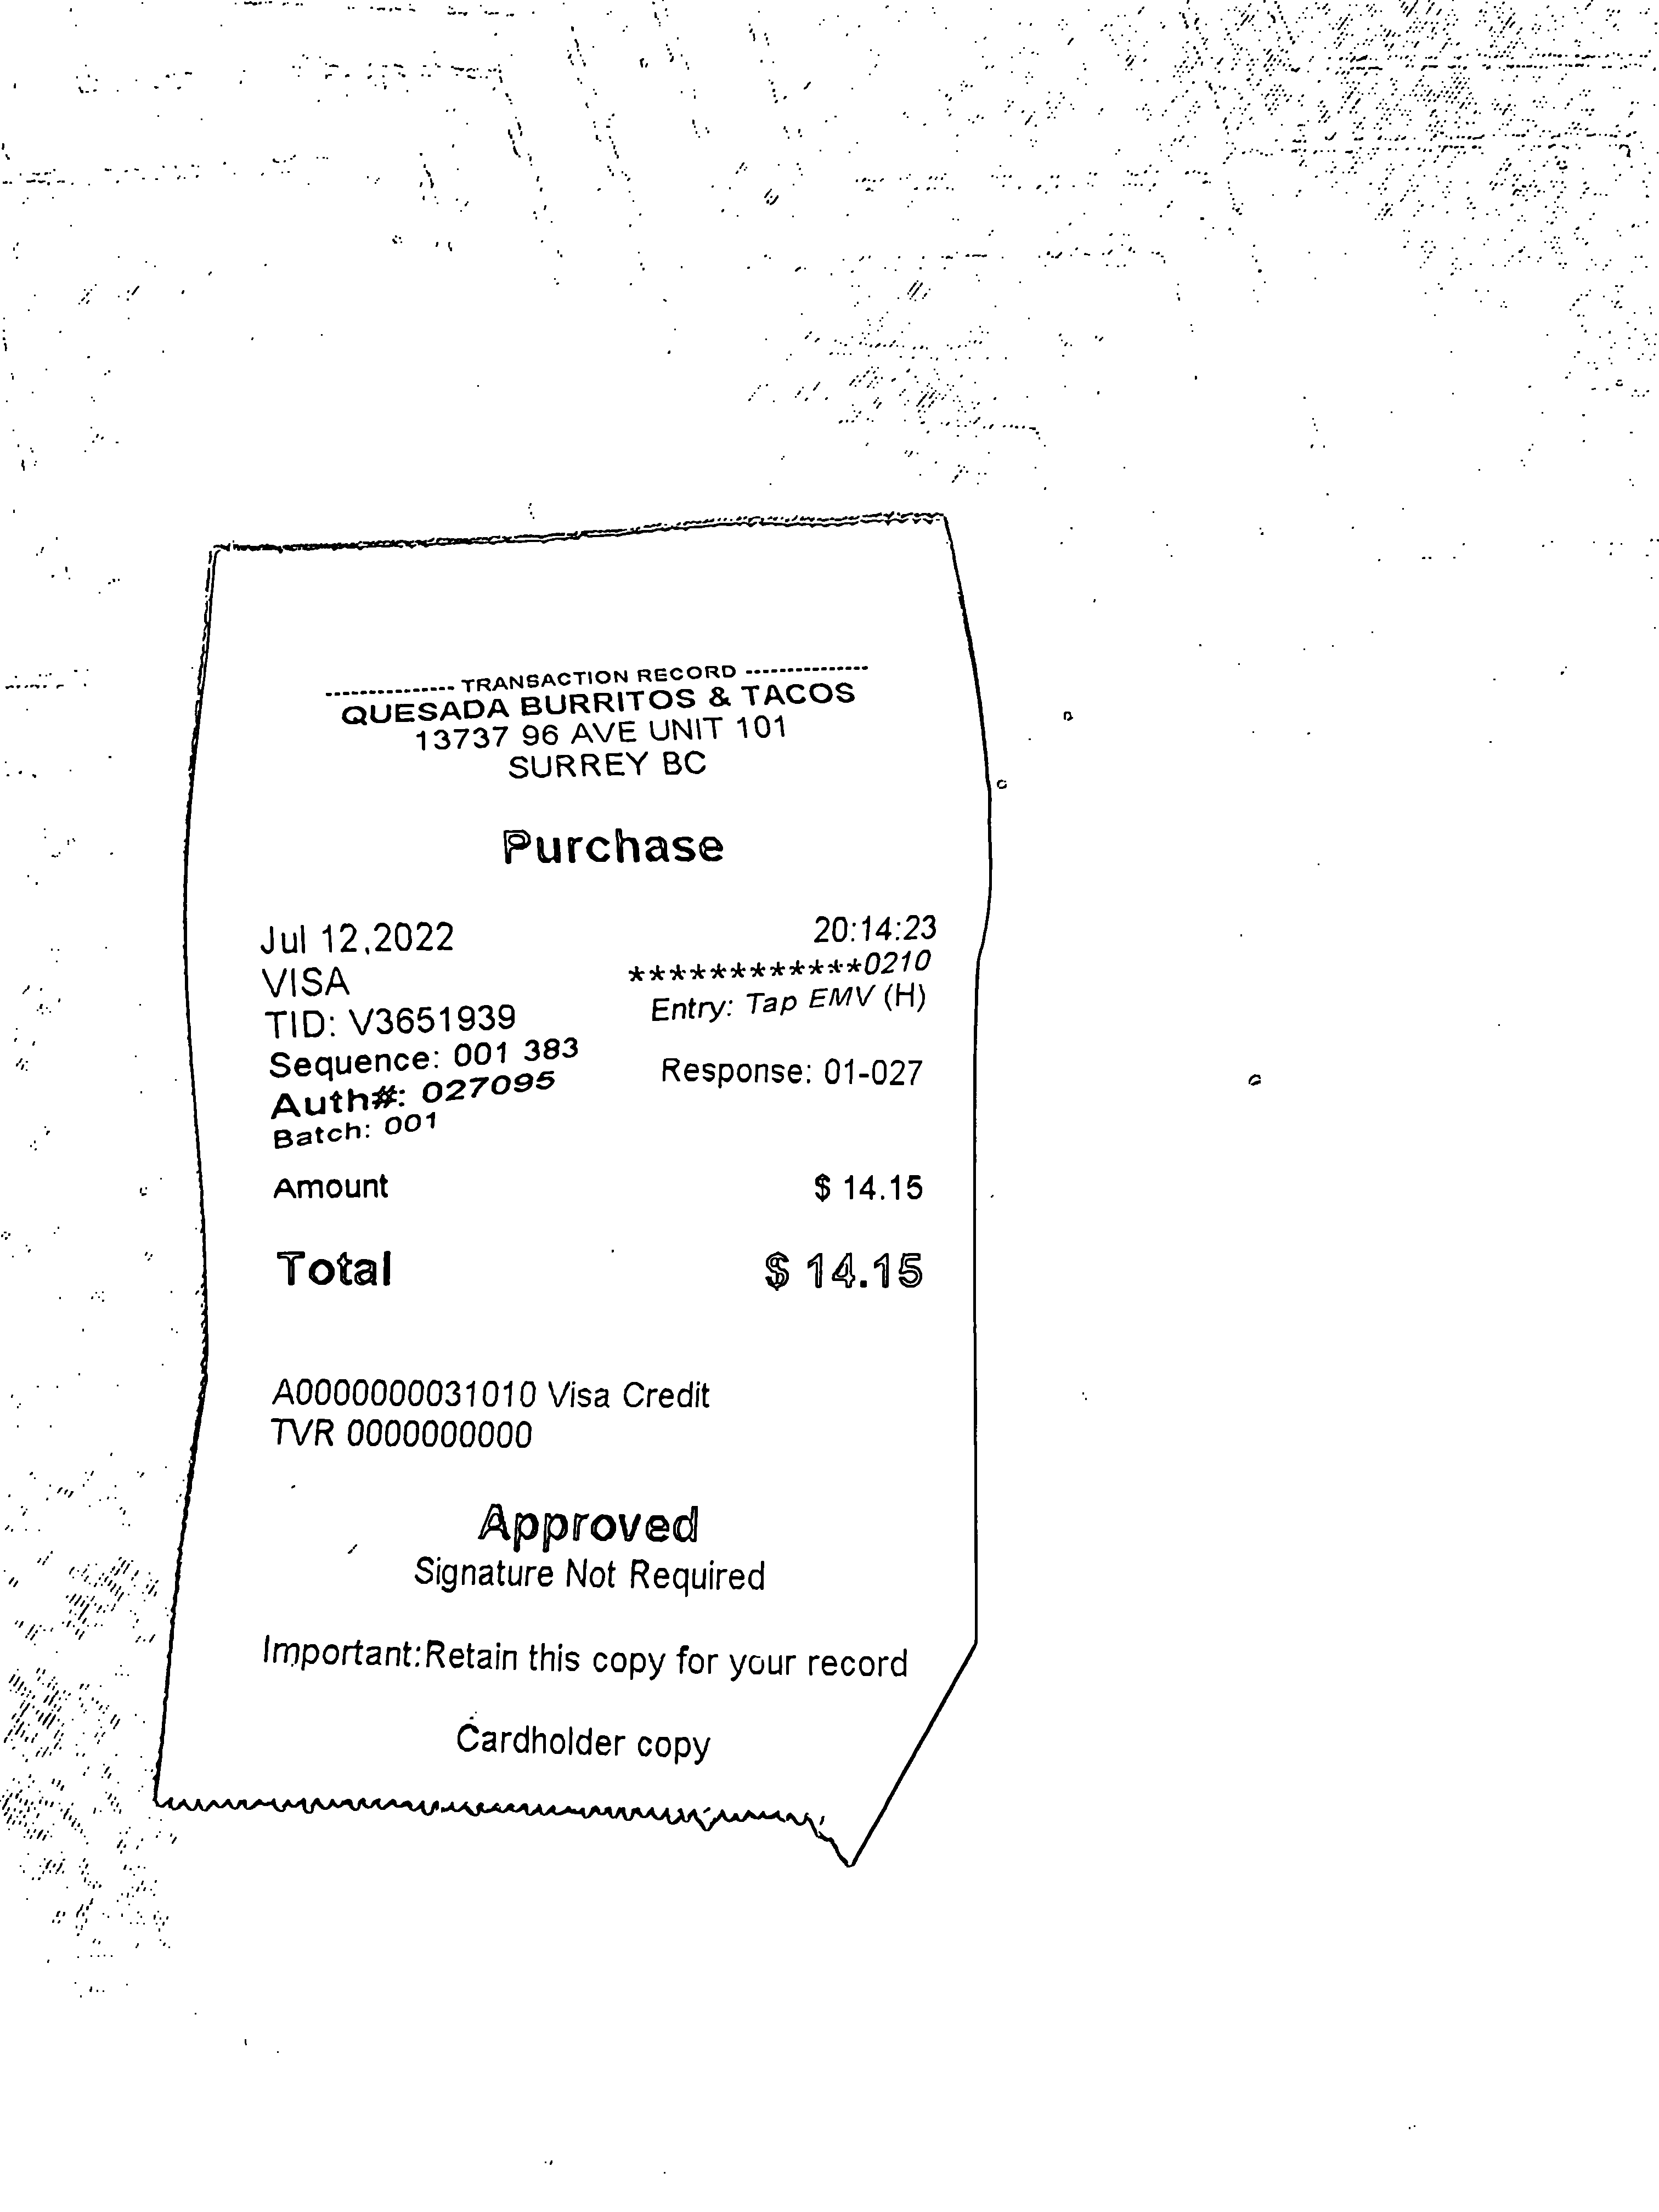 --------------- TRANSACTION RECORD ---------------
QUESADA BURRITOS & TACOS
13737 96 AVE UNIT 101
SURREY BC
Purchase
Jul 12,2022 20:14:23
VISA ************0210
TID: V3651939 Entry: Tap EMV (H)
Sequence: 001 383
Auth#: 027095 Response: 01-027
Batch: 001
Amount $ 14.15
Total $ 14.15
A0000000031010 Visa Credit
TVR 0000000000
Approved
Signature Not Required
Important:Retain this copy for your record
Cardholder copy